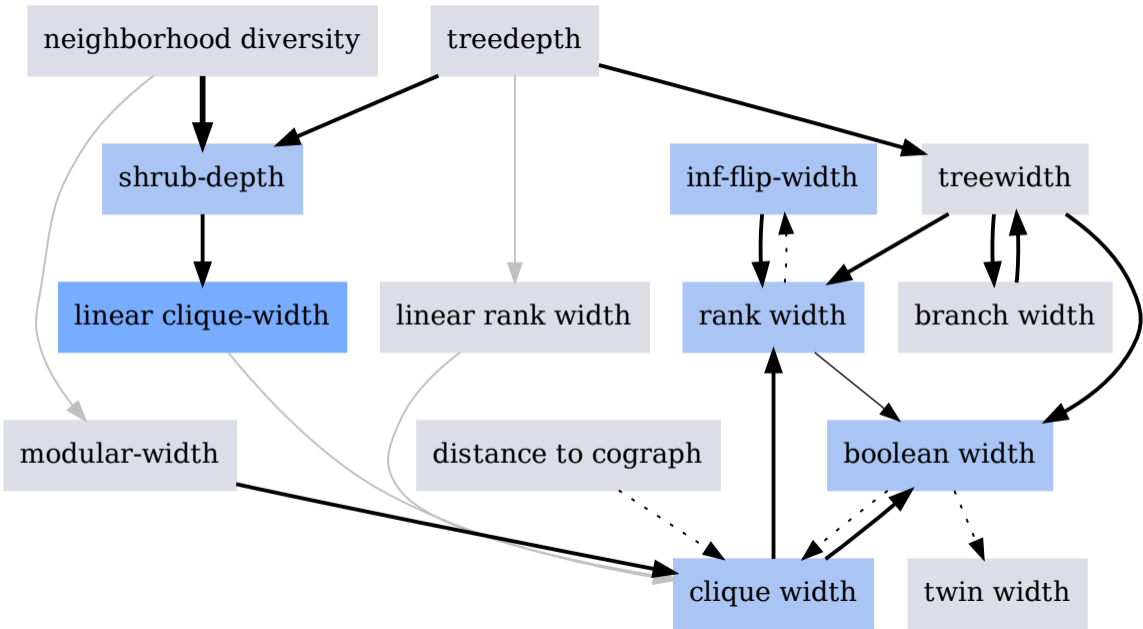 neighborhood diversity
treedepth
shrub-depth
inf-flip-width
treewidth
linear clique-width
linear rank width
rank width
branch width
modular-width
distance to cograph
boolean width
clique width
twin width